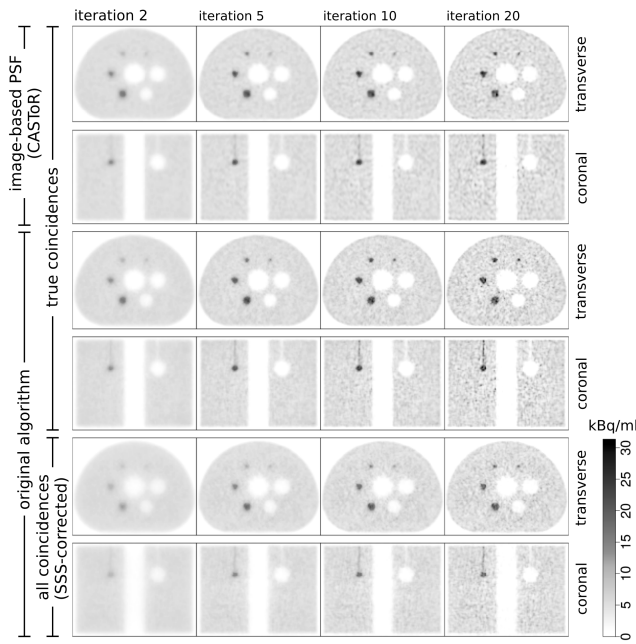 iteration 2
iteration 5
iteration 10
iteration 20
image-based PSF
(CASToR)
true coincidences
original algorithm
all coincidences
(SSS-corrected)
transverse
coronal
transverse
coronal
transverse
coronal
kBq/ml
30
25
20
15
10
5
0